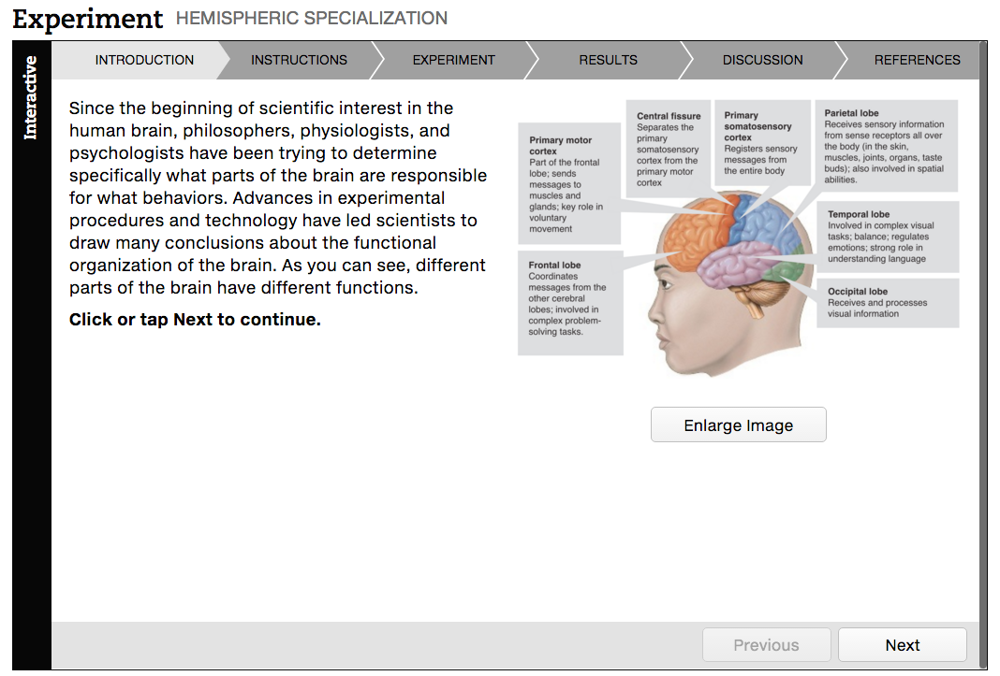 Experiment HEMISPHERIC SPECIALIZATION
Interactive
INTRODUCTION
INSTRUCTIONS
EXPERIMENT
RESULTS
DISCUSSION
REFERENCES
Since the beginning of scientific interest in the
human brain, philosophers, physiologists, and
psychologists have been trying to determine
specifically what parts of the brain are responsible
for what behaviors. Advances in experimental
procedures and technology have led scientists to
draw many conclusions about the functional
organization of the brain. As you can see, different
parts of the brain have different functions.
Click or tap Next to continue.
Primary motor
cortex
Part of the frontal
lobe; sends
messages to
muscles and
glands; key role in
voluntary
movement
Central fissure
Separates the
primary
somatosensory
cortex from the
primary motor
cortex
Primary
somatosensory
cortex
Registers sensory
messages from
the entire body
Parietal lobe
Receives sensory information
from sense receptors all over
the body (in the skin,
muscles, joints, organs, taste
buds); also involved in spatial
abilities.
Frontal lobe
Coordinates
messages from the
other cerebral
lobes; involved in
complex problem-
solving tasks.
Temporal lobe
Involved in complex visual
tasks; balance; regulates
emotions; strong role in
understanding language
Occipital lobe
Receives and processes
visual information
Enlarge Image
Previous
Next